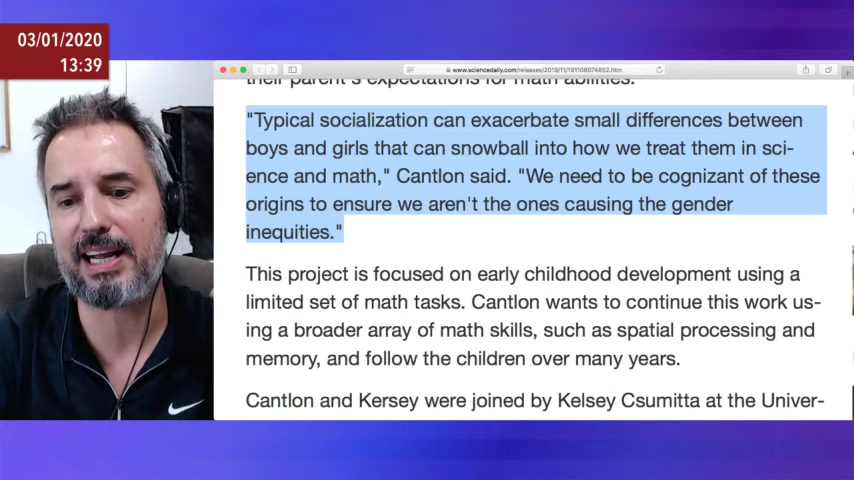 03/01/2020
13:39
www.sciencedaily.com/releases/2019/11/191108074852.htm
their parent's expectations for math abilities.
"Typical socialization can exacerbate small differences between
boys and girls that can snowball into how we treat them in sci-
ence and math," Cantlon said. "We need to be cognizant of these
origins to ensure we aren't the ones causing the gender
inequities."
This project is focused on early childhood development using a
limited set of math tasks. Cantlon wants to continue this work us-
ing a broader array of math skills, such as spatial processing and
memory, and follow the children over many years.
Cantlon and Kersey were joined by Kelsey Csumitta at the Univer-